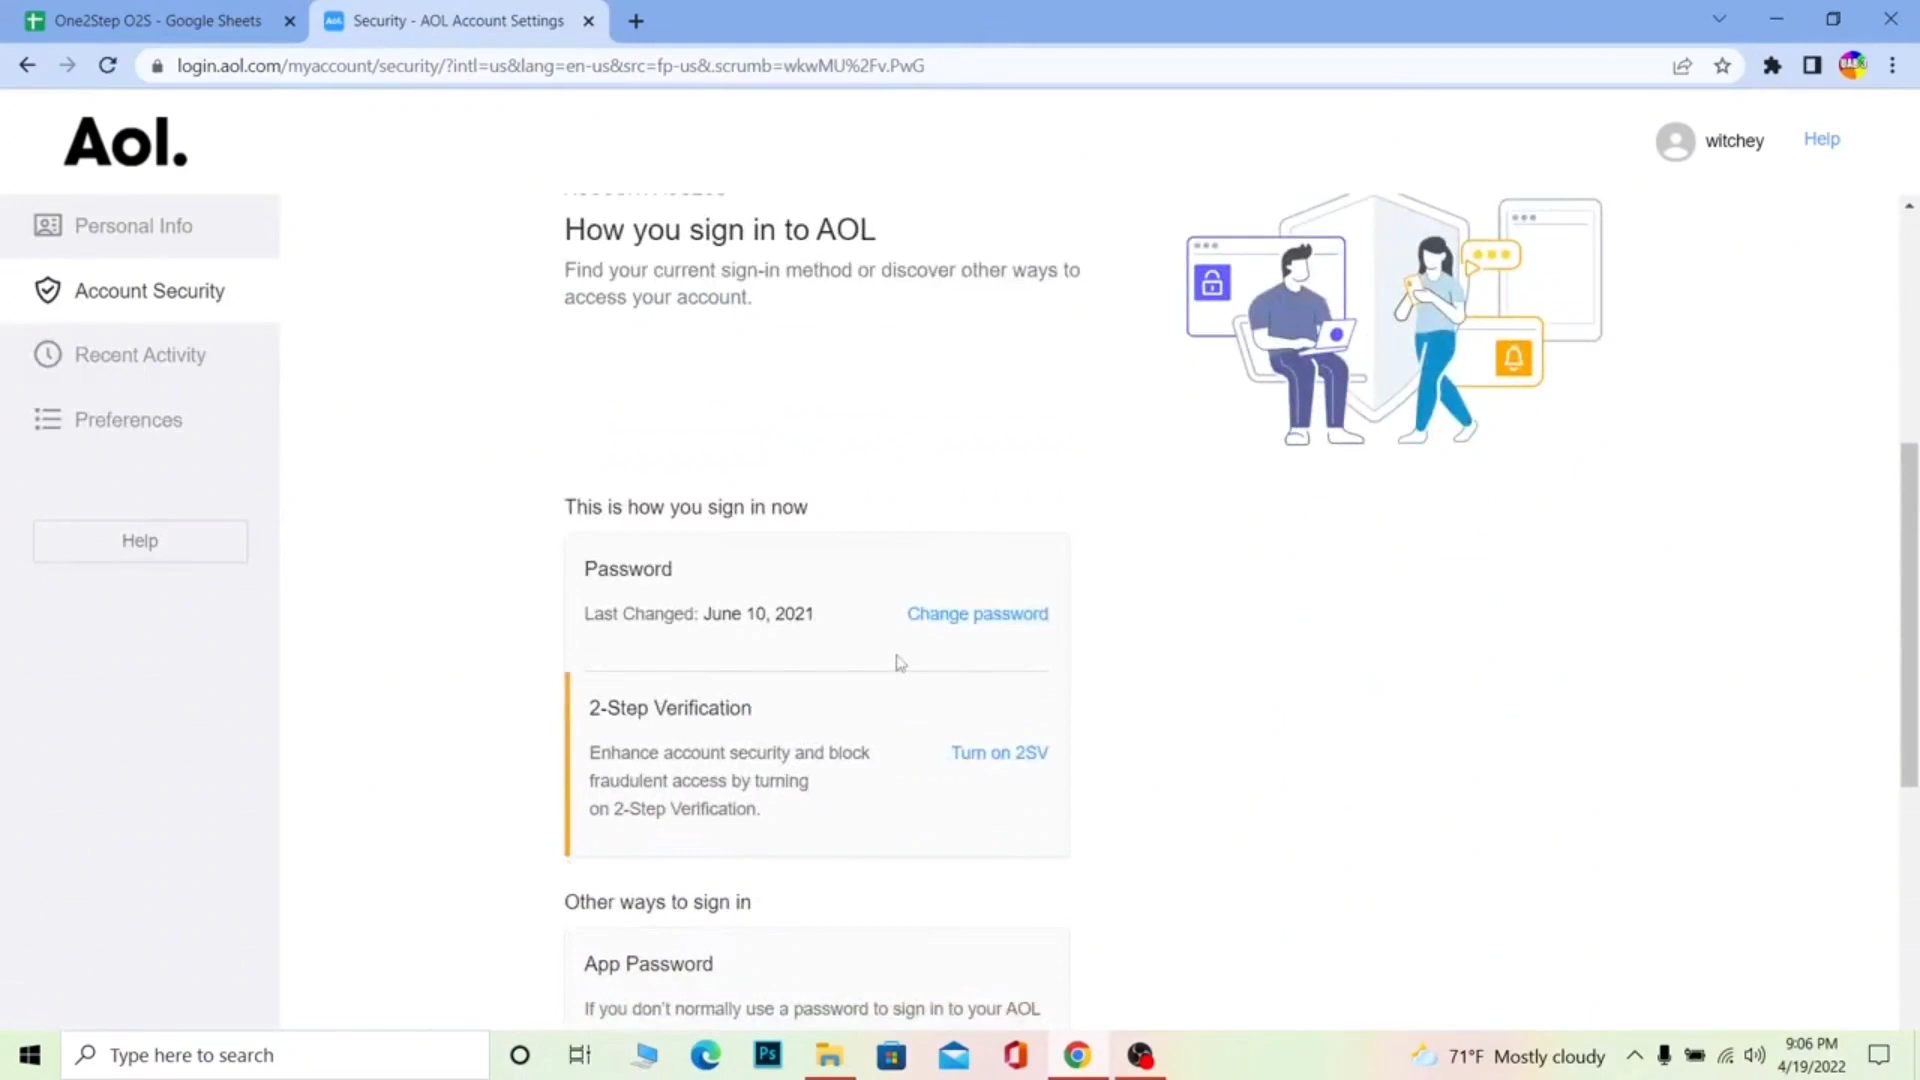 One2Step O2S - Google Sheets
Security - AOL Account Settings
login.aol.com/myaccount/security/?intl=us&lang=en-us&src=fp-us&.scrumb=wkwMU%2Fv.PwG
Aol.
witchey
Help
Personal Info
Account Security
Recent Activity
Preferences
Help
How you sign in to AOL
Find your current sign-in method or discover other ways to
access your account.
This is how you sign in now
Password
Last Changed: June 10, 2021
Change password
2-Step Verification
Enhance account security and block
fraudulent access by turning
on 2-Step Verification.
Turn on 2SV
Other ways to sign in
App Password
If you don't normally use a password to sign in to your AOL
Type here to search
Ps
71°F Mostly cloudy
9:06 PM
4/19/2022